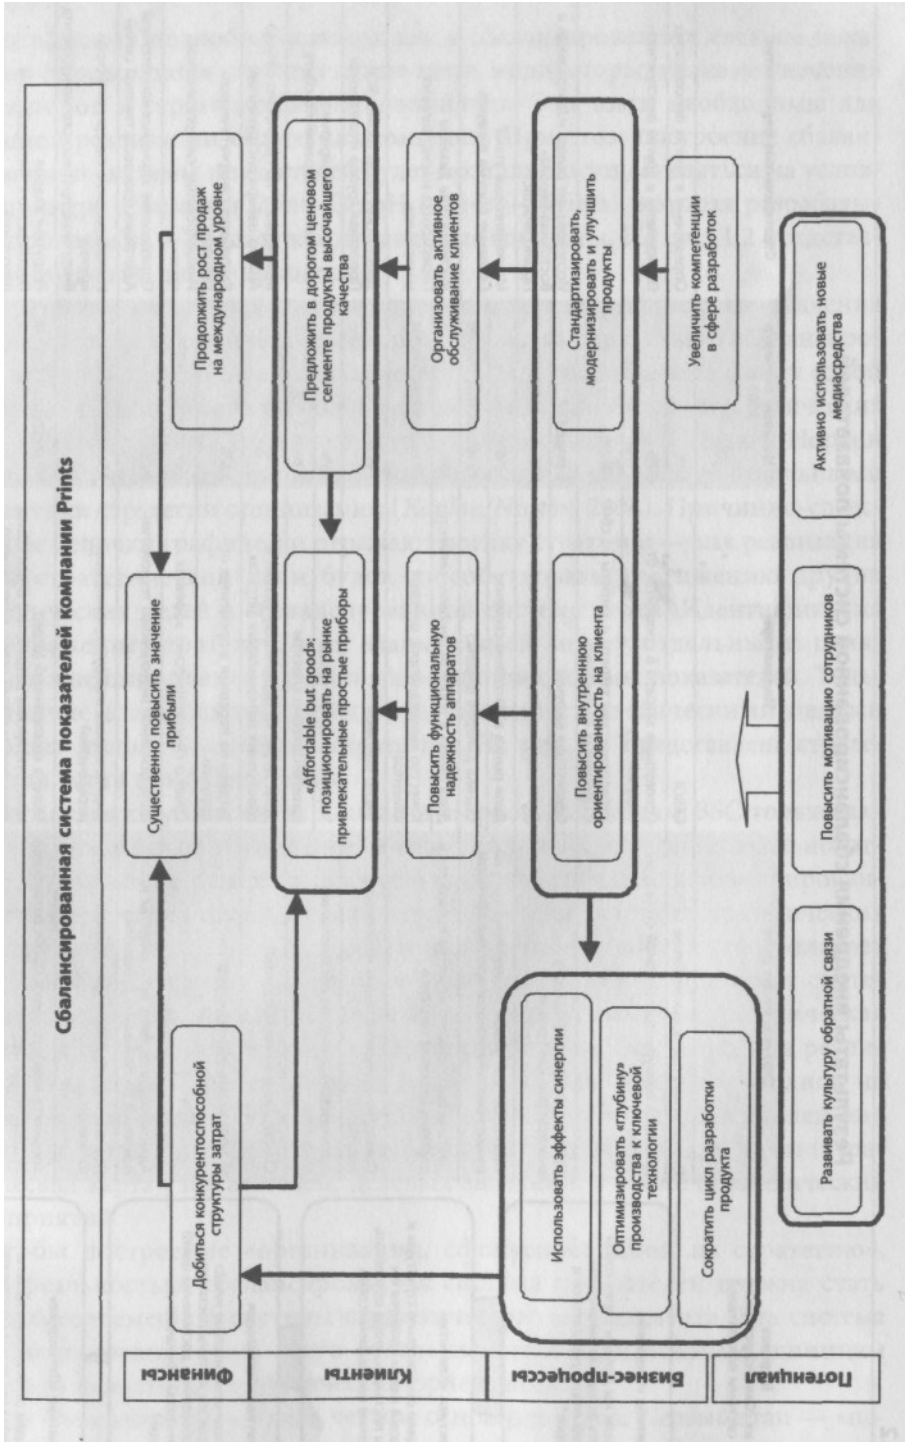 Сбалансированная система показателей компании Prints
Финансы
Добиться конкурентоспособной
структуры затрат
Существенно повысить значение
прибыли
Продолжить рост продаж
на международном уровне
Клиенты
«Affordable but good»:
позиционировать на рынке
привлекательные простые приборы
Предложить в дорогом ценовом
сегменте продукты высочайшего
качества
Повысить функциональную
надежность аппаратов
Организовать активное
обслуживание клиентов
Бизнес-процессы
Использовать эффекты синергии
Оптимизировать «глубину»
производства к ключевой
технологии
Сократить цикл разработки
продукта
Повысить внутреннюю
ориентированность на клиента
Стандартизировать,
модернизировать и улучшить
продукты
Увеличить компетенции
в сфере разработок
Потенциал
Развивать культуру обратной связи
Повысить мотивацию сотрудников
Активно использовать новые
медиасредства